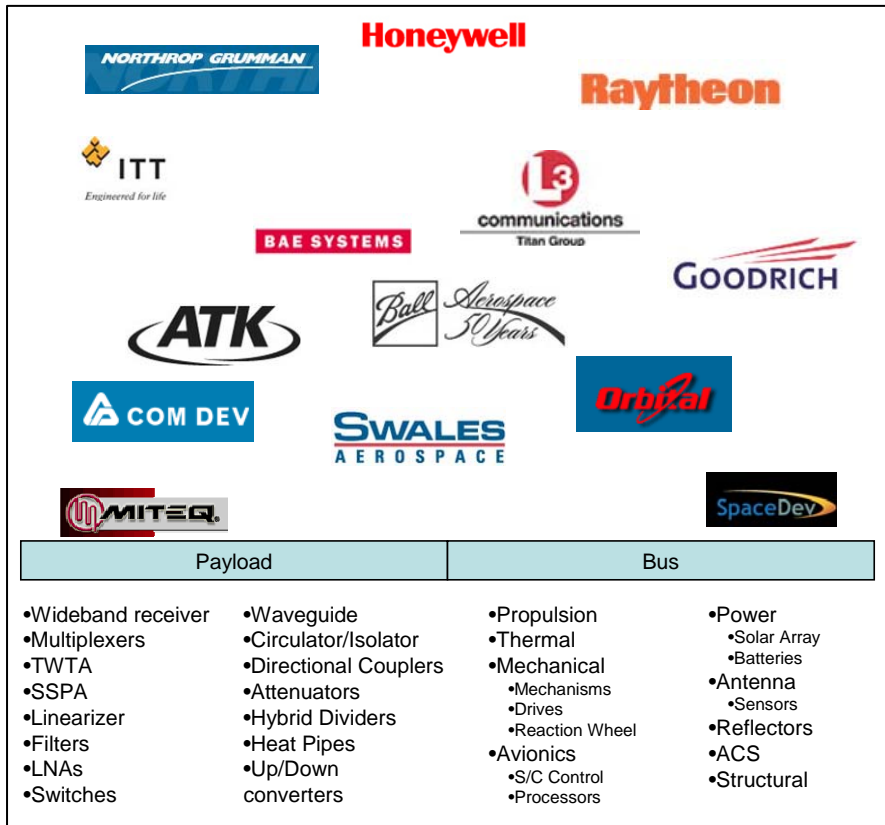 Honeywell
NORTHROP GRUMMAN
Raytheon
ITT
Engineered for life
L3
communications
Titan Group
BAE SYSTEMS
GOODRICH
ATK
Ball Aerospace
50 Years
Orbital
COM DEV
SWALES
AEROSPACE
MITEQ.
SpaceDev
Payload
Bus
•Wideband receiver
•Multiplexers
•TWTA
•SSPA
•Linearizer
•Filters
•LNAs
•Switches
•Waveguide
•Circulator/Isolator
•Directional Couplers
•Attenuators
•Hybrid Dividers
•Heat Pipes
•Up/Down
converters
•Propulsion
•Thermal
•Mechanical
•Mechanisms
•Drives
•Reaction Wheel
•Avionics
•S/C Control
•Processors
•Power
•Solar Array
•Batteries
•Antenna
•Sensors
•Reflectors
•ACS
•Structural